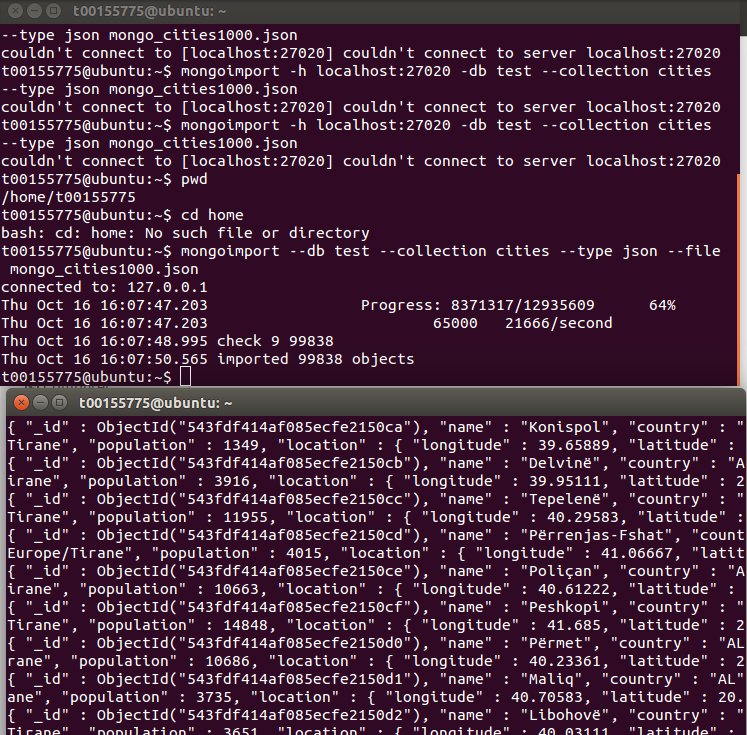 t00155775@ubuntu: ~
--type json mongo_cities1000.json
couldn't connect to [localhost:27020] couldn't connect to server localhost:27020
t00155775@ubuntu:~$ mongoimport -h localhost:27020 -db test --collection cities
--type json mongo_cities1000.json
couldn't connect to [localhost:27020] couldn't connect to server localhost:27020
t00155775@ubuntu:~$ mongoimport -h localhost:27020 -db test --collection cities
--type json mongo_cities1000.json
couldn't connect to [localhost:27020] couldn't connect to server localhost:27020
t00155775@ubuntu:~$ pwd
/home/t00155775
t00155775@ubuntu:~$ cd home
bash: cd: home: No such file or directory
t00155775@ubuntu:~$ mongoimport --db test --collection cities --type json --file
 mongo_cities1000.json
connected to: 127.0.0.1
Thu Oct 16 16:07:47.203 Progress: 8371317/12935609 64%
Thu Oct 16 16:07:47.203 65000 21666/second
Thu Oct 16 16:07:48.995 check 9 99838
Thu Oct 16 16:07:50.565 imported 99838 objects
t00155775@ubuntu:~$
t00155775@ubuntu: ~
{ "_id" : ObjectId("543fdf414af085ecfe2150ca"), "name" : "Konispol", "country" : "
Tirane", "population" : 1349, "location" : { "longitude" : 39.65889, "latitude" :
{ "_id" : ObjectId("543fdf414af085ecfe2150cb"), "name" : "Delvinë", "country" : "A
irane", "population" : 3916, "location" : { "longitude" : 39.95111, "latitude" : 2
{ "_id" : ObjectId("543fdf414af085ecfe2150cc"), "name" : "Tepelenë", "country" : "
Tirane", "population" : 11955, "location" : { "longitude" : 40.29583, "latitude" :
{ "_id" : ObjectId("543fdf414af085ecfe2150cd"), "name" : "Përrenjas-Fshat", "count
Europe/Tirane", "population" : 4015, "location" : { "longitude" : 41.06667, "latit
{ "_id" : ObjectId("543fdf414af085ecfe2150ce"), "name" : "Poliçan", "country" : "A
irane", "population" : 10663, "location" : { "longitude" : 40.61222, "latitude" :
{ "_id" : ObjectId("543fdf414af085ecfe2150cf"), "name" : "Peshkopi", "country" : "
Tirane", "population" : 14848, "location" : { "longitude" : 41.685, "latitude" : 2
{ "_id" : ObjectId("543fdf414af085ecfe2150d0"), "name" : "Përmet", "country" : "AL
rane", "population" : 10686, "location" : { "longitude" : 40.23361, "latitude" : 2
{ "_id" : ObjectId("543fdf414af085ecfe2150d1"), "name" : "Maliq", "country" : "AL"
ane", "population" : 3735, "location" : { "longitude" : 40.70583, "latitude" : 20.
{ "_id" : ObjectId("543fdf414af085ecfe2150d2"), "name" : "Libohovë", "country" : "
Tirane", "population" : 3651, "location" : { "longitude" : 40.03111, "latitude" :